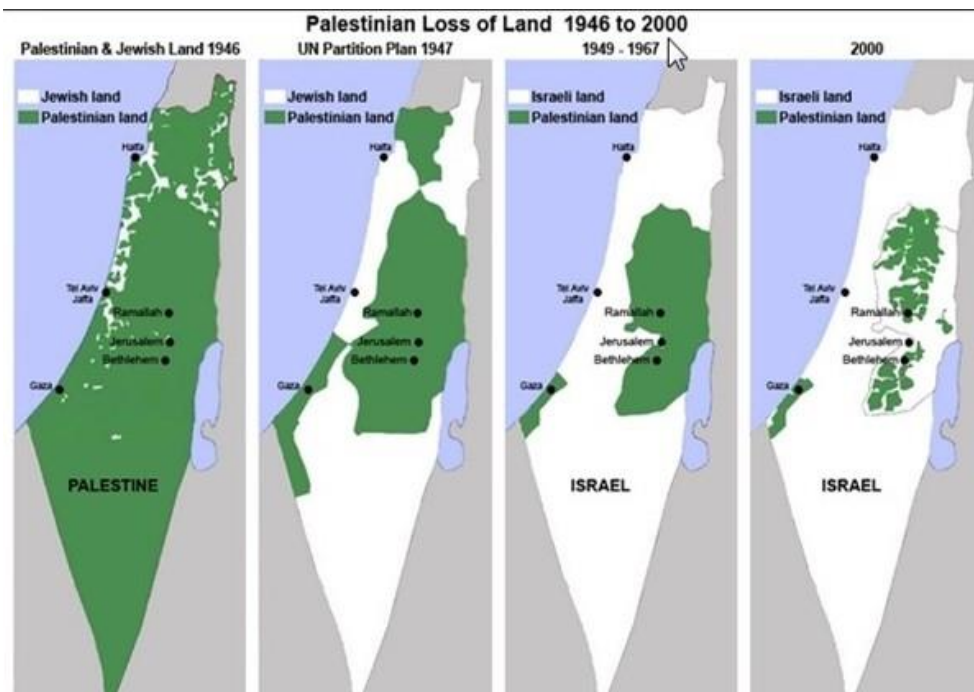 Palestinian Loss of Land 1946 to 2000
Palestinian & Jewish Land 1946
Jewish land
Palestinian land
Haifa
Tel Aviv
Jaffa
Ramallah
Jerusalem
Bethlehem
Gaza
PALESTINE
UN Partition Plan 1947
Jewish land
Palestinian land
Haifa
Tel Aviv
Jaffa
Ramallah
Jerusalem
Bethlehem
Gaza
1949 - 1967
Israeli land
Palestinian land
Haifa
Tel Aviv
Jaffa
Ramallah
Jerusalem
Bethlehem
Gaza
ISRAEL
2000
Israeli land
Palestinian land
Haifa
Tel Aviv
Jaffa
Ramallah
Jerusalem
Bethlehem
Gaza
ISRAEL